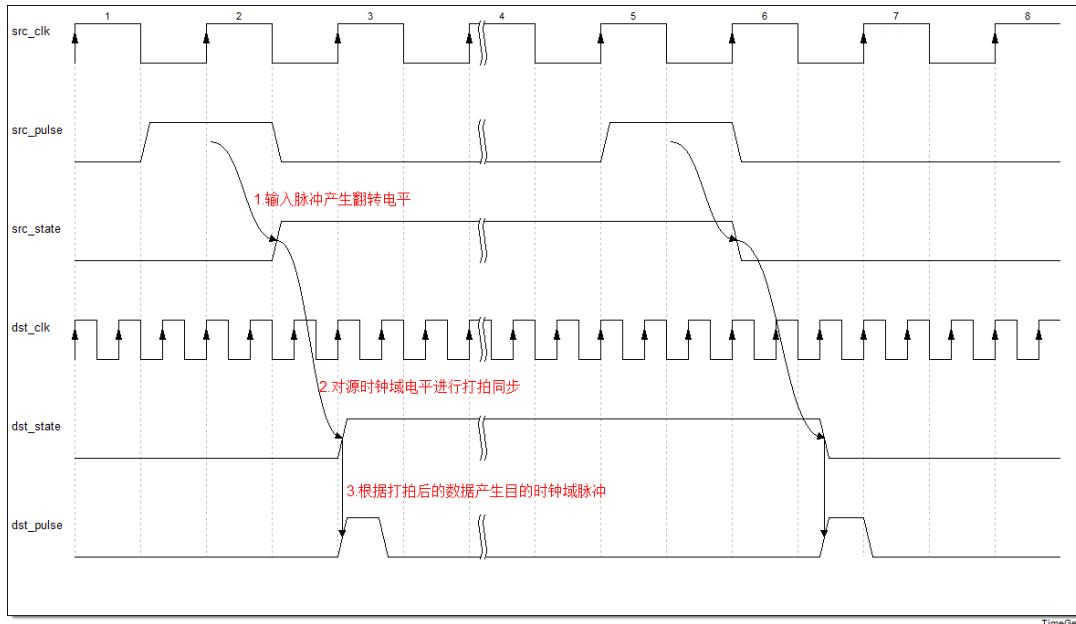 1 2 3 4 5 6 7 8
src_clk
src_pulse
1.输入脉冲产生翻转电平
src_state
dst_clk
2.对源时钟域电平进行打拍同步
dst_state
3.根据打拍后的数据产生目的时钟域脉冲
dst_pulse